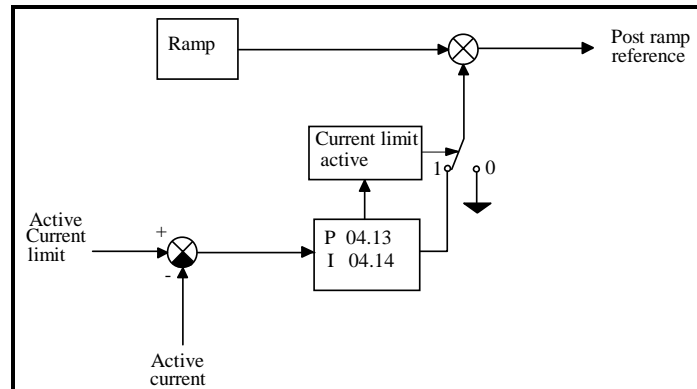 Ramp
Post ramp
reference
Current limit
active
1
0
Active
Current
limit
+
-
P 04.13
I 04.14
Active
current